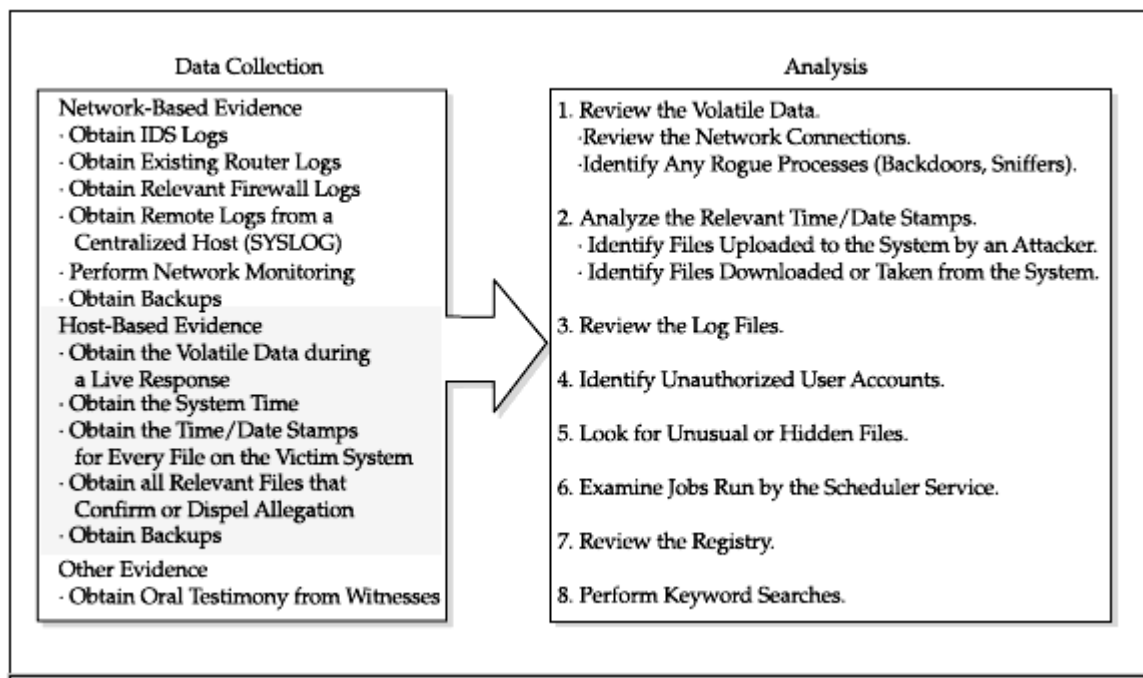 Data Collection
Network-Based Evidence
· Obtain IDS Logs
· Obtain Existing Router Logs
· Obtain Relevant Firewall Logs
· Obtain Remote Logs from a
Centralized Host (SYSLOG)
· Perform Network Monitoring
· Obtain Backups
Host-Based Evidence
· Obtain the Volatile Data during
a Live Response
· Obtain the System Time
· Obtain the Time/Date Stamps
for Every File on the Victim System
· Obtain all Relevant Files that
Confirm or Dispel Allegation
· Obtain Backups
Other Evidence
· Obtain Oral Testimony from Witnesses
Analysis
1. Review the Volatile Data.
·Review the Network Connections.
·Identify Any Rogue Processes (Backdoors, Sniffers).
2. Analyze the Relevant Time/Date Stamps.
· Identify Files Uploaded to the System by an Attacker.
· Identify Files Downloaded or Taken from the System.
3. Review the Log Files.
4. Identify Unauthorized User Accounts.
5. Look for Unusual or Hidden Files.
6. Examine Jobs Run by the Scheduler Service.
7. Review the Registry.
8. Perform Keyword Searches.